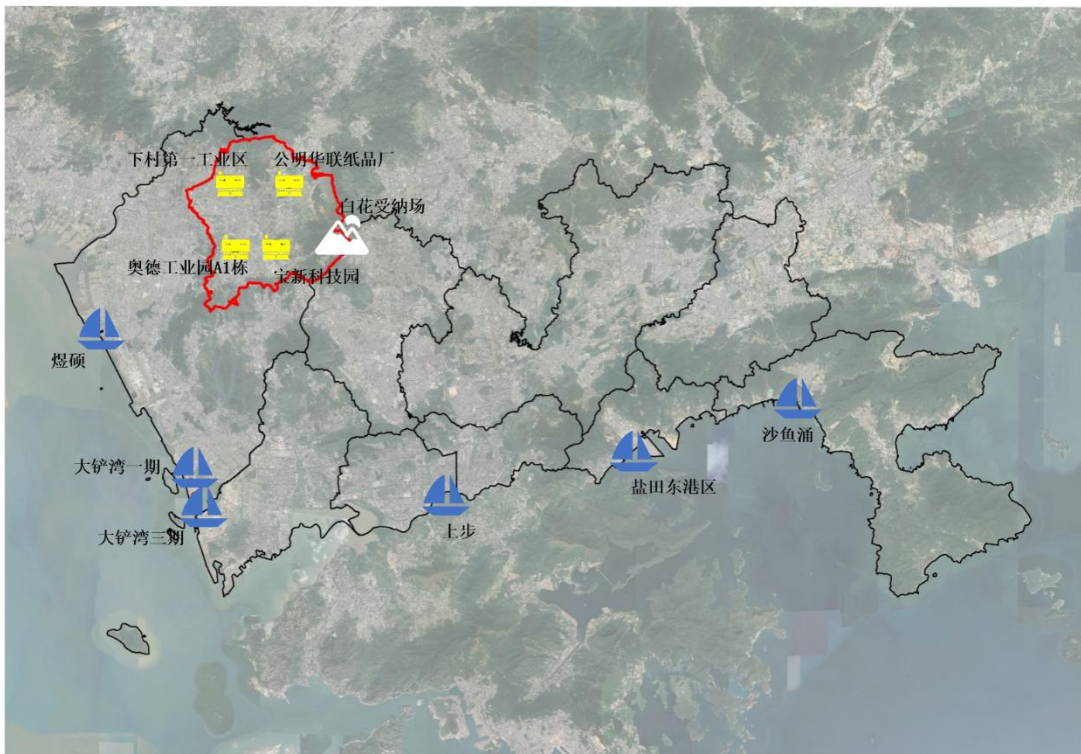 下村第一工业区
公明华联纸品厂
白花受纳场
奥德工业园A1栋
宝新科技园
煜硕
沙鱼涌
大铲湾一期
盐田东港区
大铲湾三期
上步